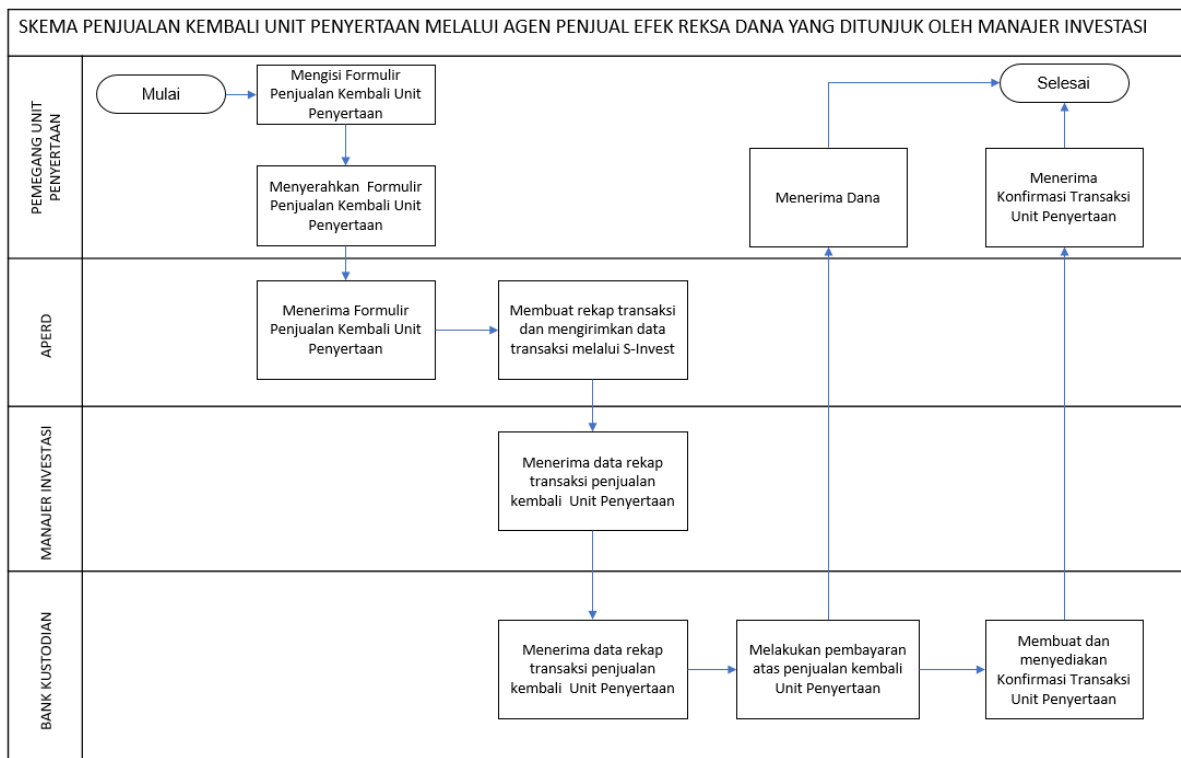 SKEMA PENJUALAN KEMBALI UNIT PENYERTAAN MELALUI AGEN PENJUAL EFEK REKSA DANA YANG DITUNJUK OLEH MANAJER INVESTASI
PEMEGANG UNIT
PENYERTAAN
Mulai
Mengisi Formulir
Penjualan Kembali Unit
Penyertaan
Selesai
Menyerahkan Formulir
Penjualan Kembali Unit
Penyertaan
Menerima Dana
Menerima
Konfirmasi Transaksi
Unit Penyertaan
APERD
Menerima Formulir
Penjualan Kembali Unit
Penyertaan
Membuat rekap transaksi
dan mengirimkan data
transaksi melalui S-Invest
MANAJER INVESTASI
Menerima data rekap
transaksi penjualan
kembali Unit Penyertaan
BANK KUSTODIAN
Menerima data rekap
transaksi penjualan
kembali Unit Penyertaan
Melakukan pembayaran
atas penjualan kembali
Unit Penyertaan
Membuat dan
menyediakan
Konfirmasi Transaksi
Unit Penyertaan